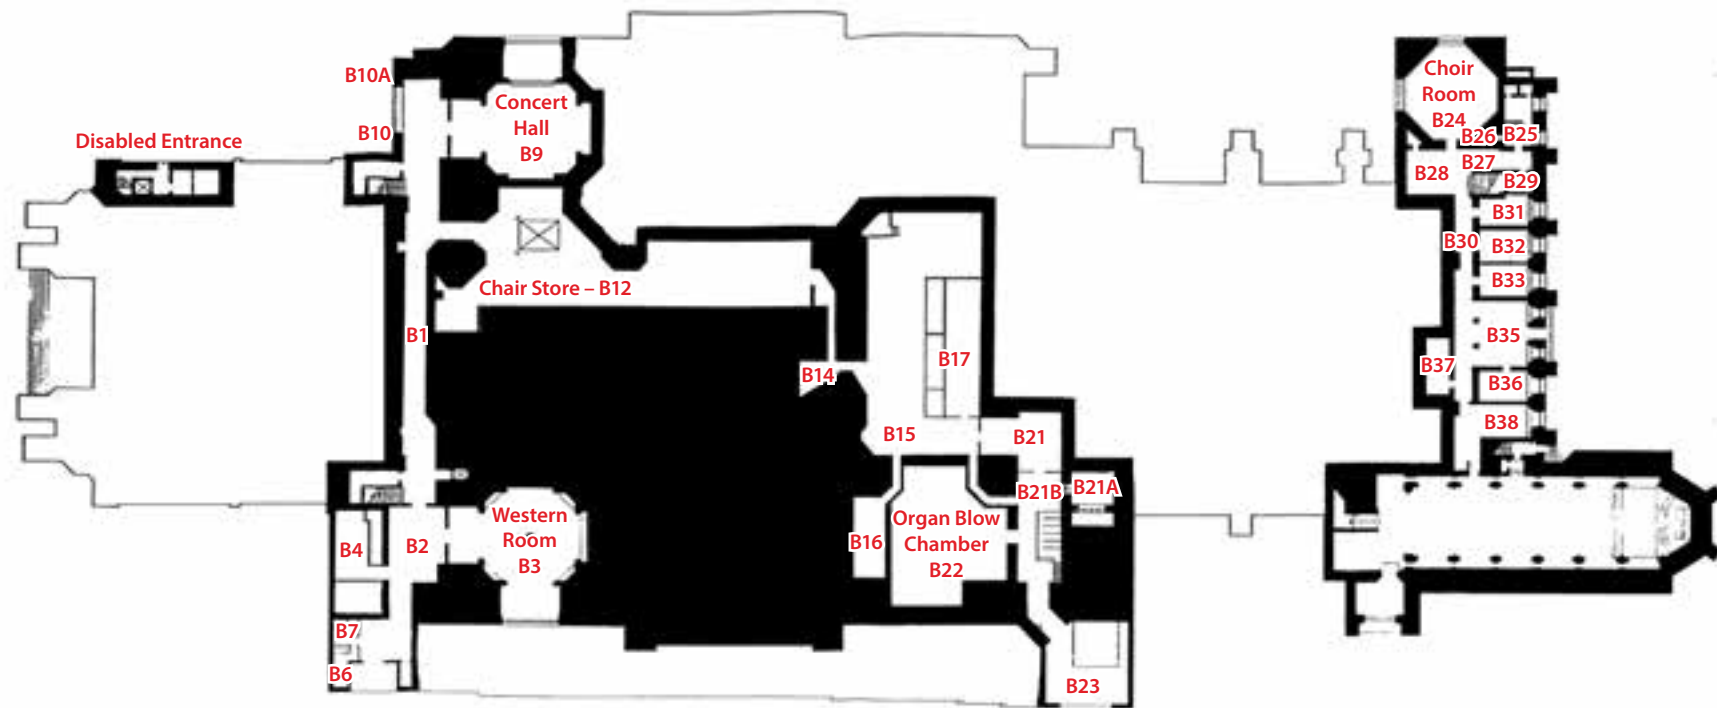 B10A
Concert
Hall
B9
B10
Disabled Entrance
Chair Store – B12
B1
B14
B17
B15
B21
B21B
B21A
Western
Room
B3
B4
B2
B16
Organ Blow
Chamber
B22
B7
B6
B23
Choir
Room
B24
B26
B25
B27
B28
B29
B31
B30
B32
B33
B35
B37
B36
B38